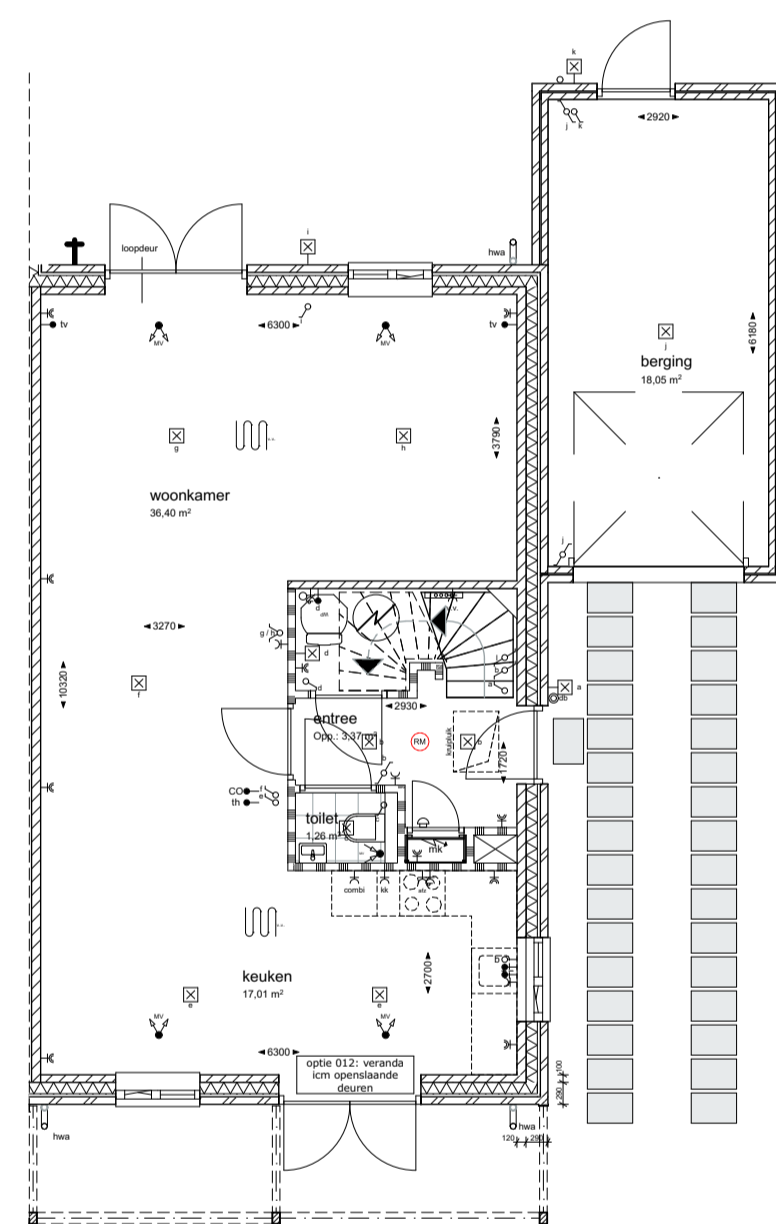 k
j k
2920
i
loopdeur
hwa
tv
MV
6300
i
MV
tv
j
6180
berging
18,05 m²
g
h
3790
woonkamer
36,40 m²
j
d
v.
g /
d
3270
10320
f
d
a
a
db
2930
entree
Opp.: 3,37 m²
b
RM
kruipluik
b
1720
CO
f
th
e
toilet
1,26 m²
c
mk
combi
kk
keuken
17,01 m²
b
2700
e
e
MV
MV
6300
optie 012: veranda
icm openslaande
deuren
100
290
hwa
hwa
120
290